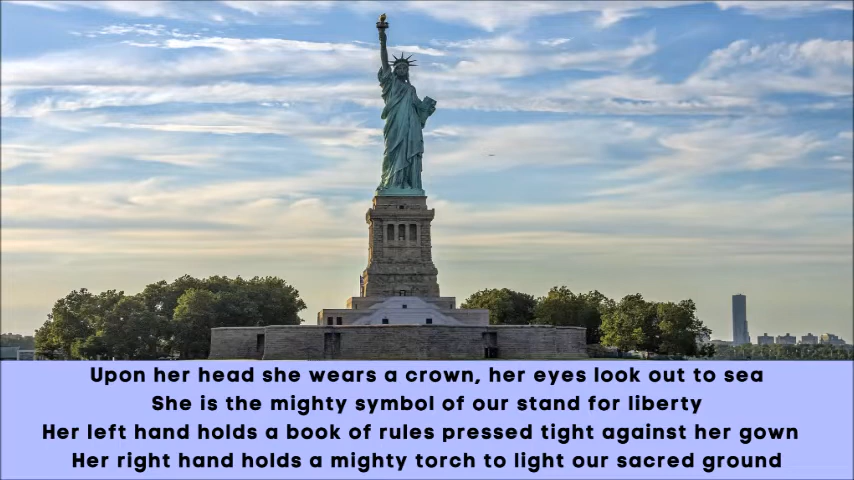 Upon her head she wears a crown, her eyes look out to sea
She is the mighty symbol of our stand for liberty
Her left hand holds a book of rules pressed tight against her gown
Her right hand holds a mighty torch to light our sacred ground